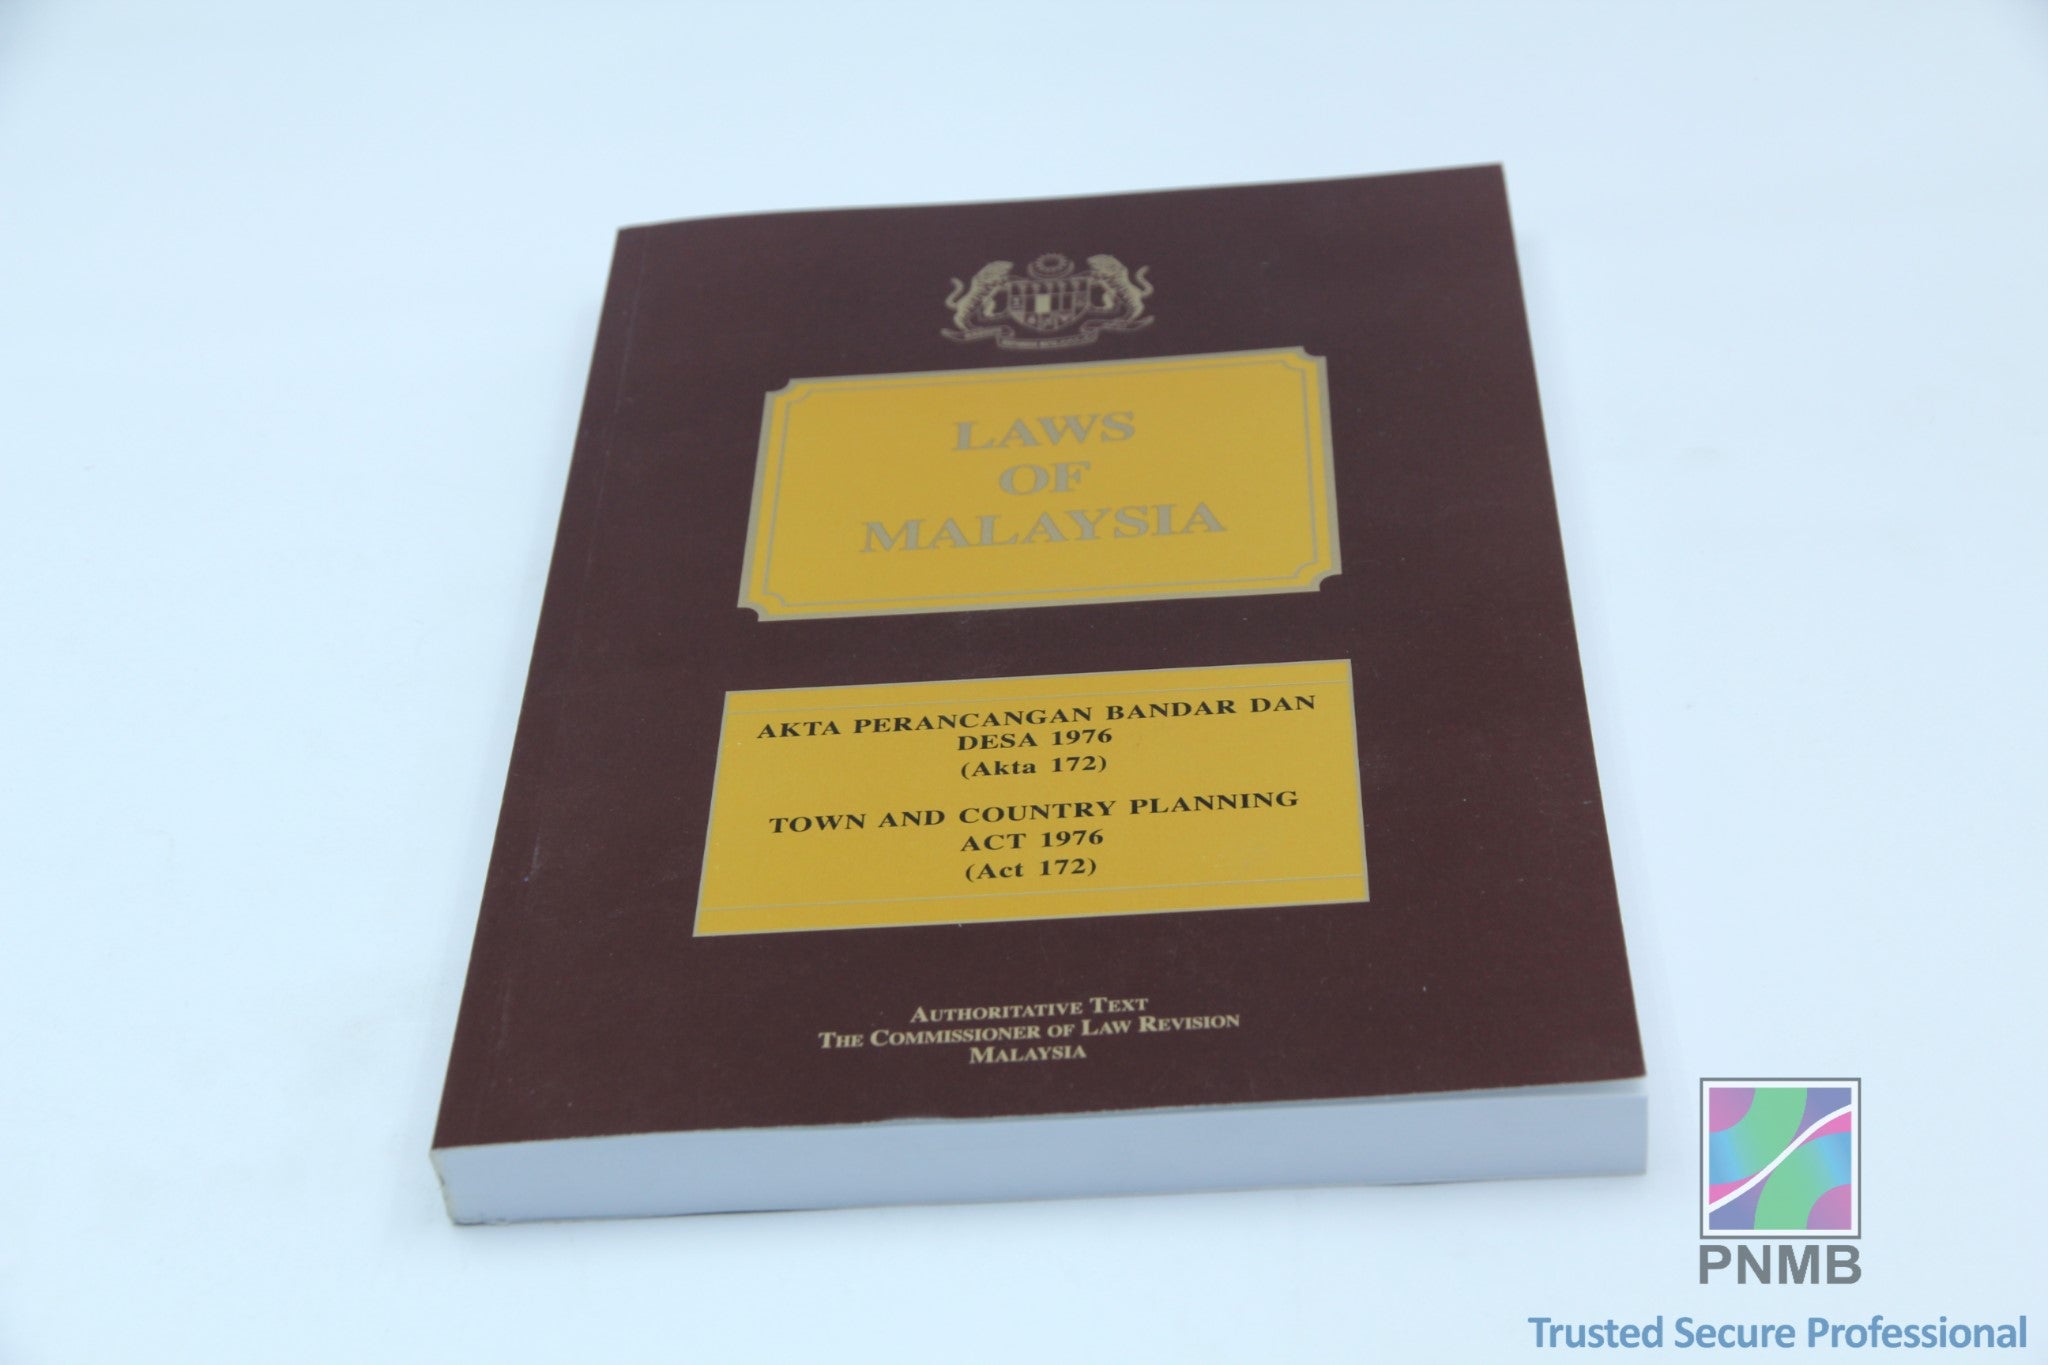 LAWS
OF
MALAYSIA
AKTA PERANCANGAN BANDAR DAN
DESA 1976
(Akta 172)
TOWN AND COUNTRY PLANNING
ACT 1976
(Act 172)
AUTHORITATIVE TEXT
THE COMMISSIONER OF LAW REVISION
MALAYSIA
PNMB
Trusted Secure Professional